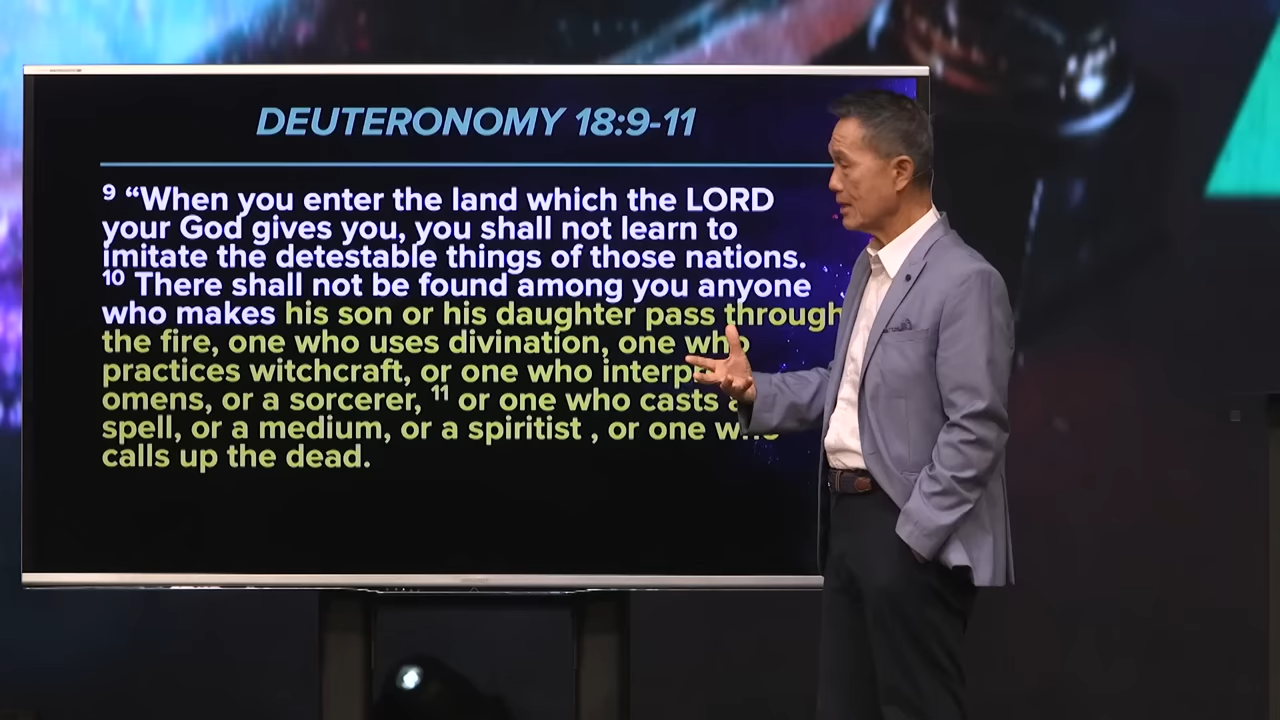 DEUTERONOMY 18:9-11
9 “When you enter the land which the LORD
your God gives you, you shall not learn to
imitate the detestable things of those nations.
10 There shall not be found among you anyone
who makes his son or his daughter pass through
the fire, one who uses divination, one who
practices witchcraft, or one who
omens, or a sorcerer, 11 or one who casts a
spell, or a medium, or a spiritist , or one who
calls up the dead.